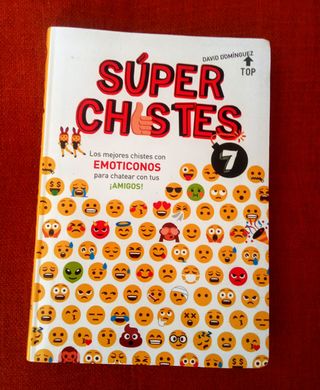 DAVID DOMÍNGUEZ
TOP
SÚPER
CHISTES
7
Los mejores chistes con
EMOTICONOS
para chatear con tus
¡AMIGOS!